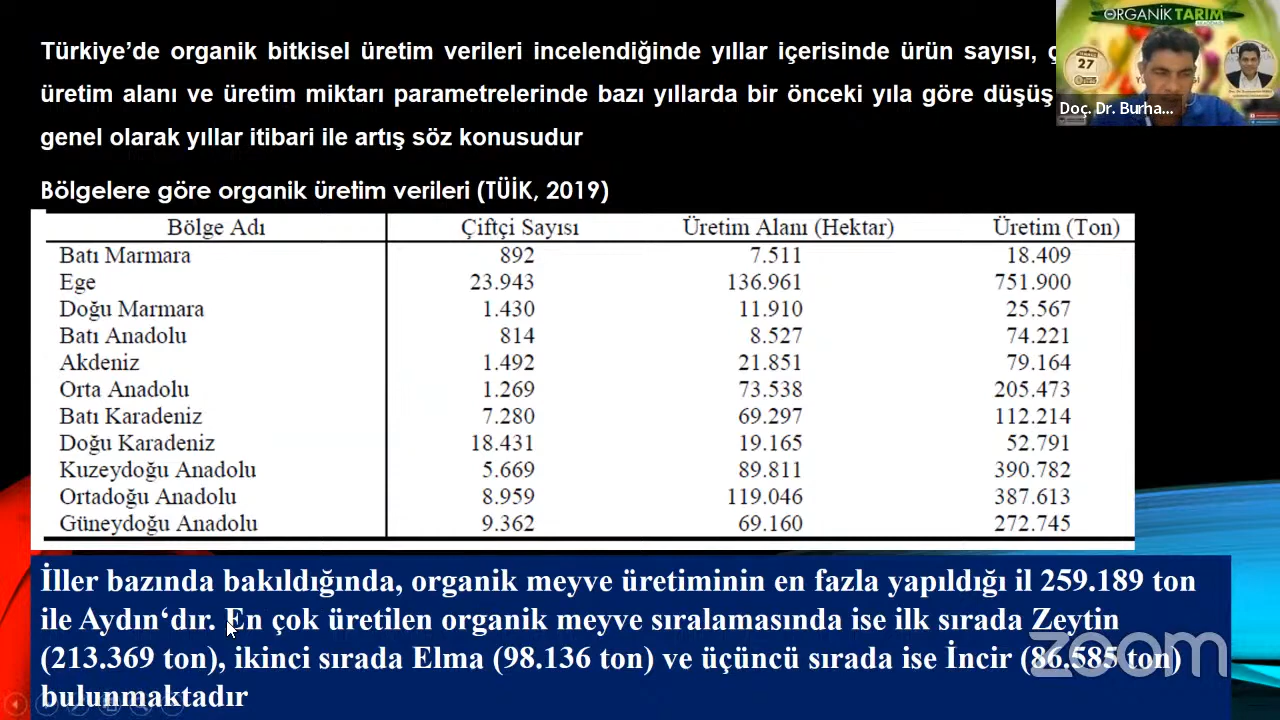 Türkiye’de organik bitkisel üretim verileri incelendiğinde yıllar içerisinde ürün sayısı,
üretim alanı ve üretim miktarı parametrelerinde bazı yıllarda bir önceki yıla göre düşüş
genel olarak yıllar itibari ile artış söz konusudur
ORGANİK TARIM
27
Doç. Dr. Burha...
Bölgelere göre organik üretim verileri (TÜİK, 2019)
Bölge Adı Çiftçi Sayısı Üretim Alanı (Hektar) Üretim (Ton)
Batı Marmara 892 7.511 18.409
Ege 23.943 136.961 751.900
Doğu Marmara 1.430 11.910 25.567
Batı Anadolu 814 8.527 74.221
Akdeniz 1.492 21.851 79.164
Orta Anadolu 1.269 73.538 205.473
Batı Karadeniz 7.280 69.297 112.214
Doğu Karadeniz 18.431 19.165 52.791
Kuzeydoğu Anadolu 5.669 89.811 390.782
Ortadoğu Anadolu 8.959 119.046 387.613
Güneydoğu Anadolu 9.362 69.160 272.745
İller bazında bakıldığında, organik meyve üretiminin en fazla yapıldığı il 259.189 ton
ile Aydın‘dır. En çok üretilen organik meyve sıralamasında ise ilk sırada Zeytin
(213.369 ton), ikinci sırada Elma (98.136 ton) ve üçüncü sırada ise İncir (86.585 ton)
bulunmaktadır
zoom